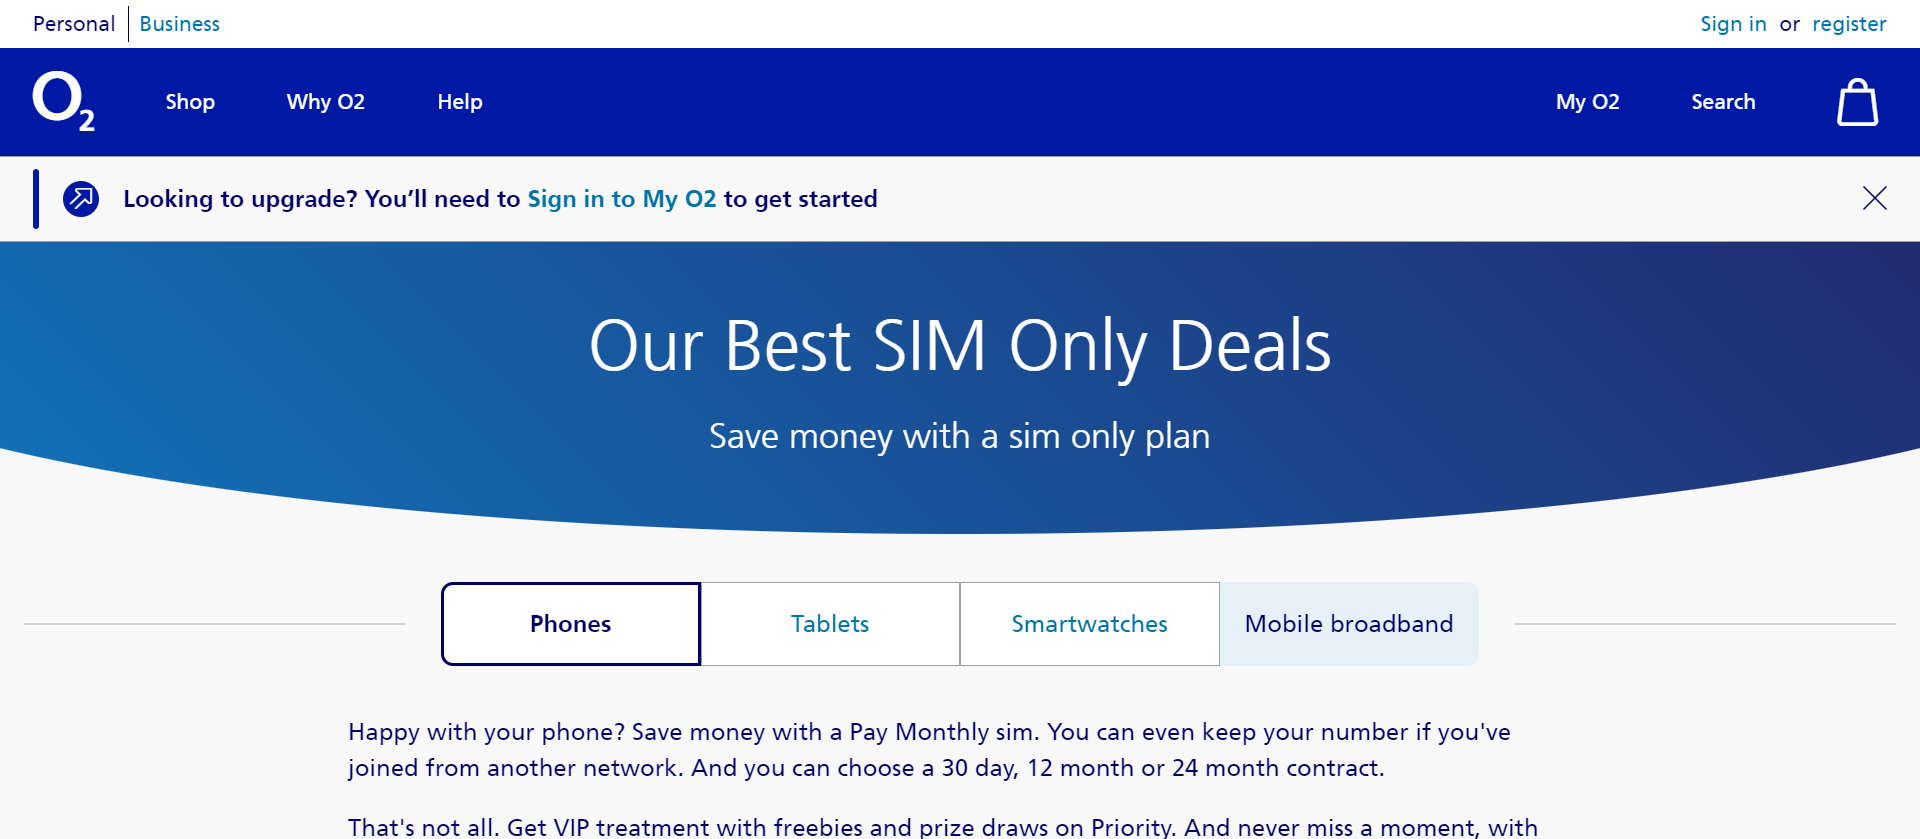 Personal Business Sign in or register
O2 Shop Why O2 Help My O2 Search
Looking to upgrade? You’ll need to Sign in to My O2 to get started
Our Best SIM Only Deals
Save money with a sim only plan
Phones Tablets Smartwatches Mobile broadband
Happy with your phone? Save money with a Pay Monthly sim. You can even keep your number if you've
joined from another network. And you can choose a 30 day, 12 month or 24 month contract.
That's not all. Get VIP treatment with freebies and prize draws on Priority. And never miss a moment, with